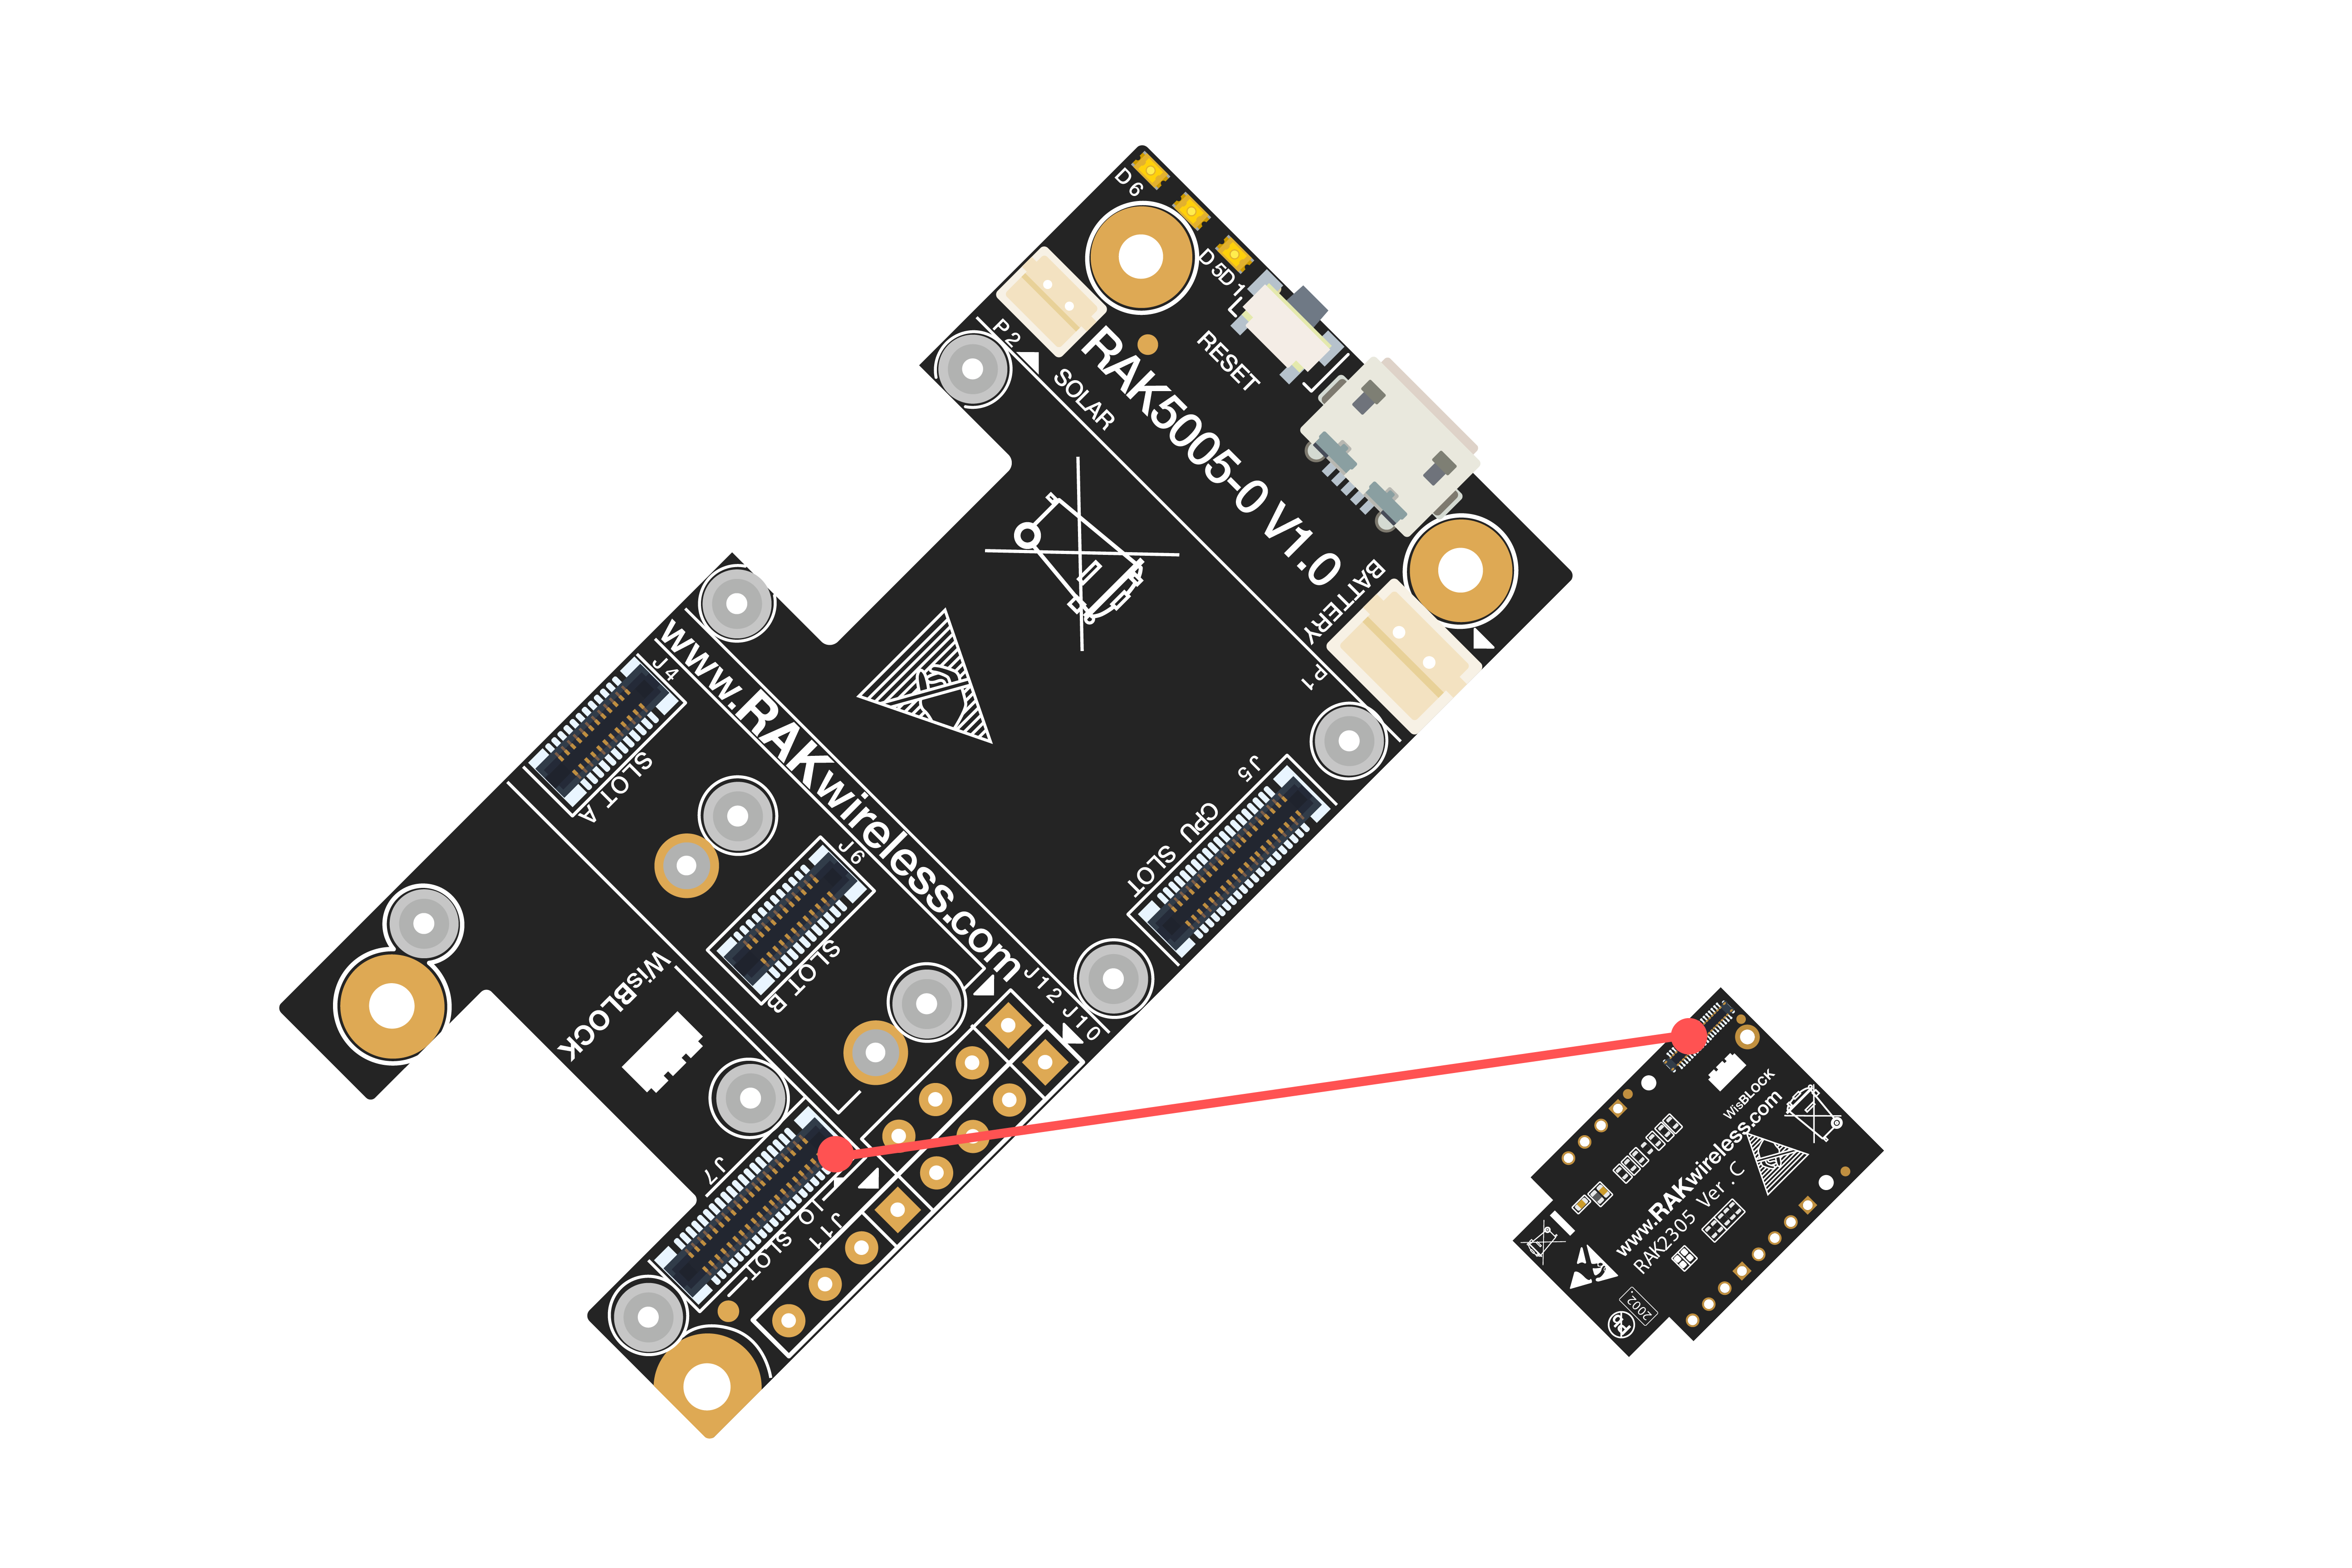 D6
D5
D1
P2
SOLAR
RESET
RAK5005-0 V1.0
BATTERY
P1
J5
CPU SLOT
www.RAKwireless.com
J4
SLOT A
J9
SLOT B
WisBLOCK
J12
J10
J7
IO SLOT
J11
WisBLOCK
www.RAKwireless.com
RAK2305 Ver.C
2002.